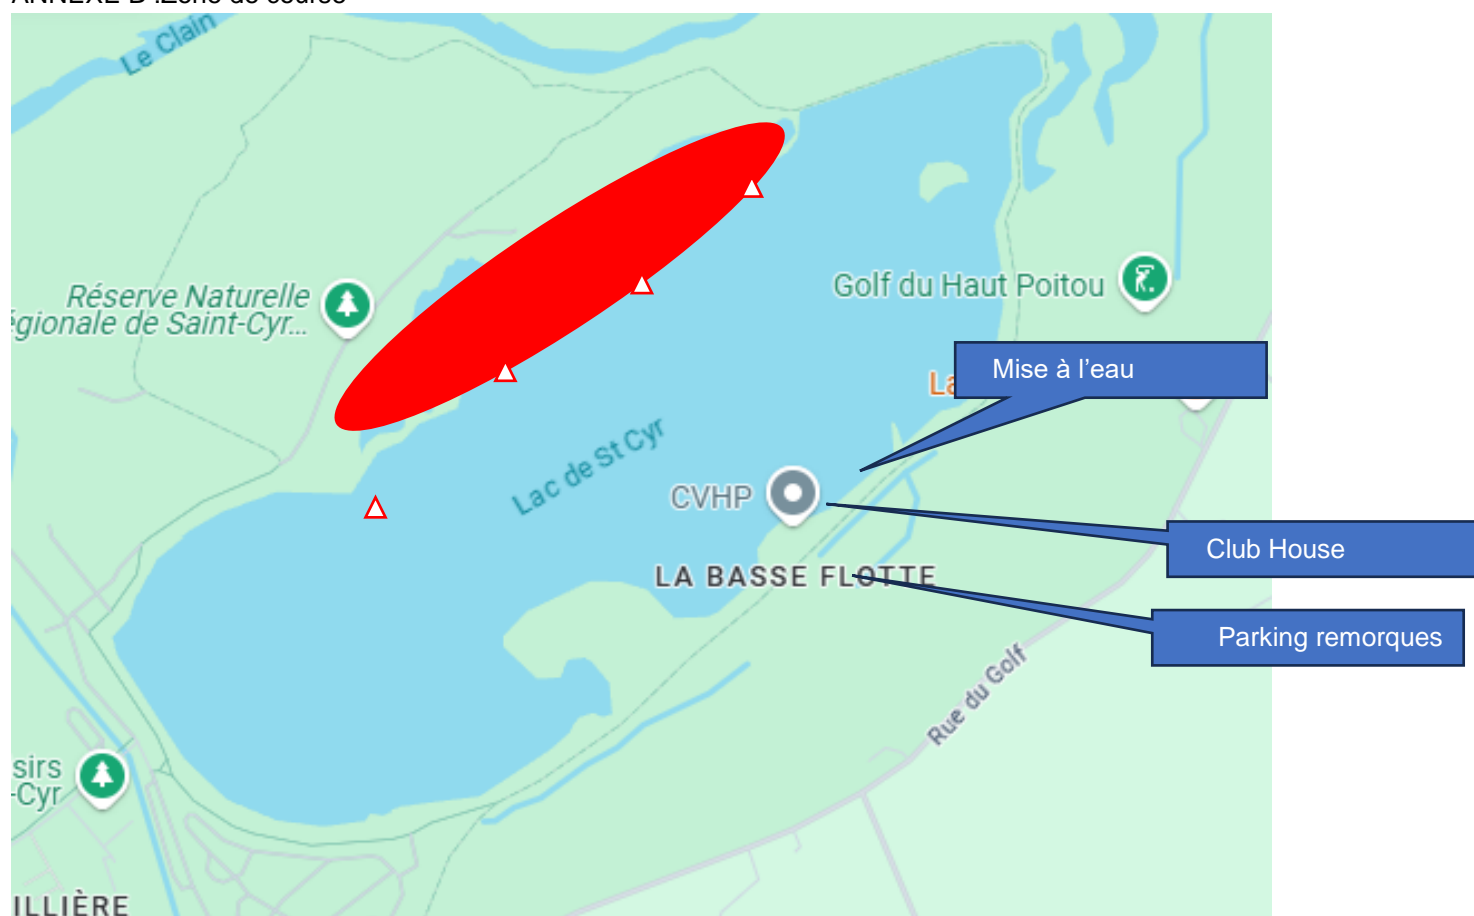 Le Clain
Réserve Naturelle
égionale de Saint-Cyr...
Golf du Haut Poitou
Mise à l'eau
La
Lac de St Cyr
CVHP
Club House
LA BASSE FLOTTE
Parking remorques
Rue du Golf
sirs
-Cyr
ILLIÈRE